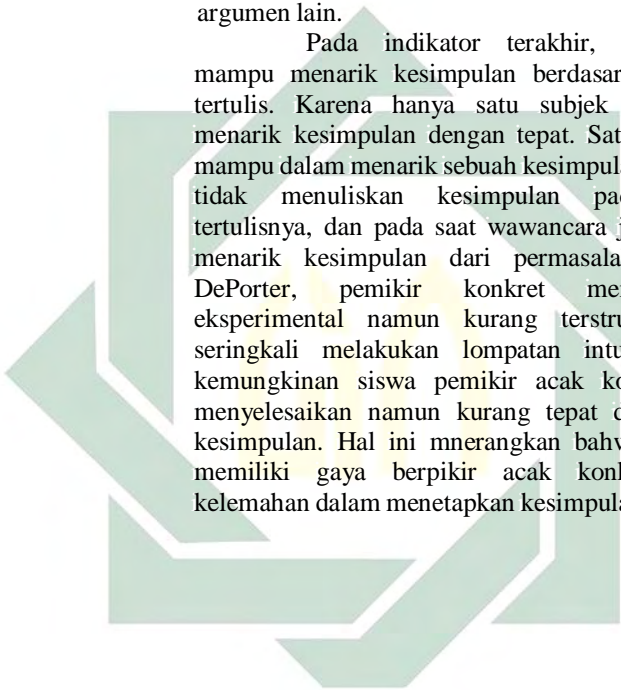 argumen lain.
Pada indikator terakhir,
mampu menarik kesimpulan berdasar
tertulis. Karena hanya satu subjek
menarik kesimpulan dengan tepat. Sat
mampu dalam menarik sebuah kesimpul
tidak menuliskan kesimpulan pa
tertulisnya, dan pada saat wawancara j
menarik kesimpulan dari permasala
DePorter, pemikir konkret me
eksperimental namun kurang terstru
seringkali melakukan lompatan intu
kemungkinan siswa pemikir acak ko
menyelesaikan namun kurang tepat d
kesimpulan. Hal ini mnerangkan bahw
memiliki gaya berpikir acak kon
kelemahan dalam menetapkan kesimpul